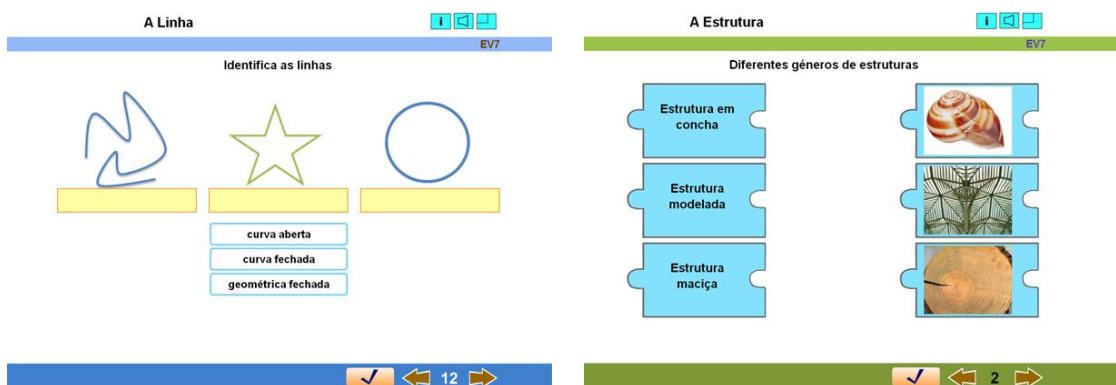 A Linha
i
EV7
Identifica as linhas
curva aberta
curva fechada
geométrica fechada
12
A Estrutura
i
EV7
Diferentes géneros de estruturas
Estrutura em
concha
Estrutura
modelada
Estrutura
maciça
2